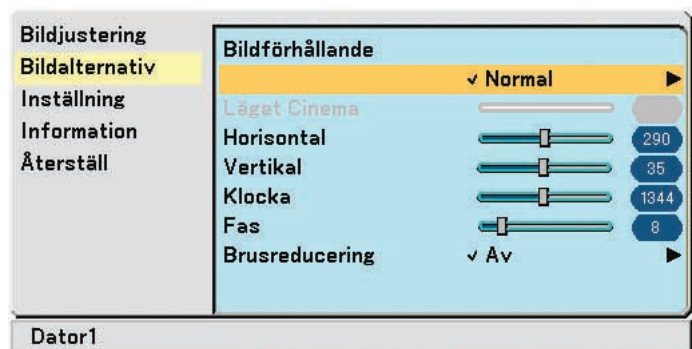 Bildjustering
Bildalternativ
Inställning
Information
Återställ
Bildförhållande
✓ Normal ▶
Läget Cinema
Horisontal 290
Vertikal 35
Klocka 1344
Fas 8
Brusreducering ✓ Av ▶
Dator1